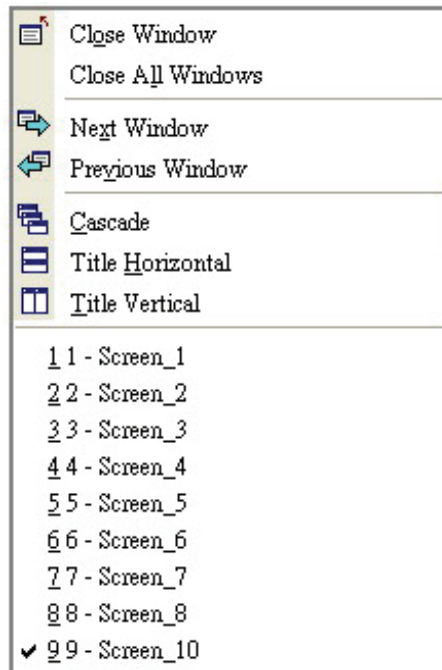 Close Window
Close All Windows
Next Window
Previous Window
Cascade
Title Horizontal
Title Vertical
1 1 - Screen_1
2 2 - Screen_2
3 3 - Screen_3
4 4 - Screen_4
5 5 - Screen_5
6 6 - Screen_6
7 7 - Screen_7
8 8 - Screen_8
9 9 - Screen_10